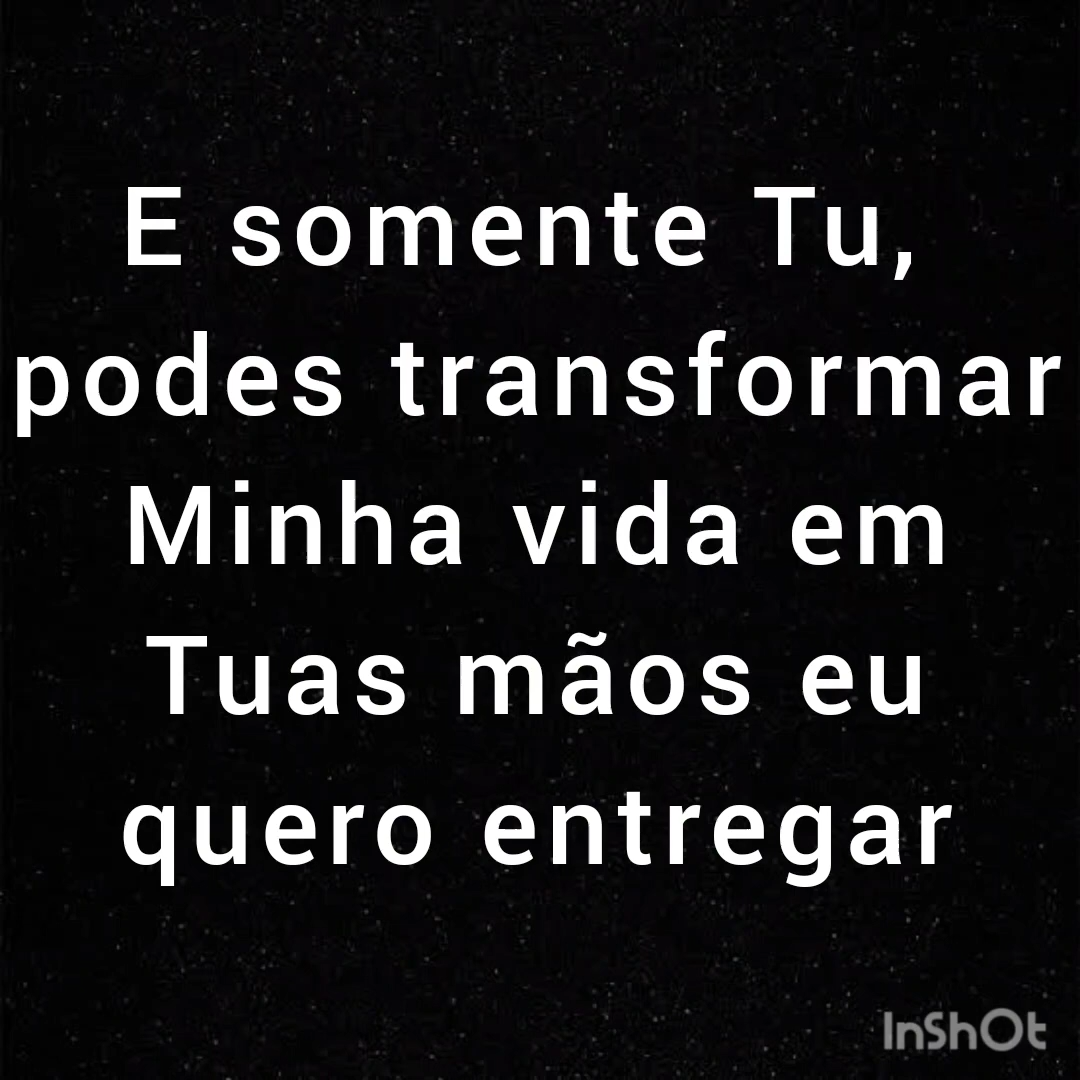 E somente Tu,
podes transformar
Minha vida em
Tuas mãos eu
quero entregar
InShOt